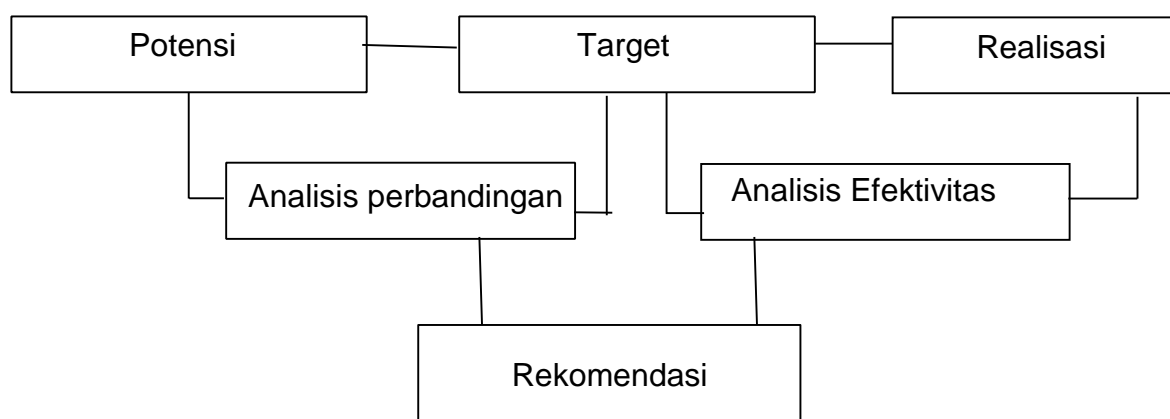 Potensi
Target
Realisasi
Analisis perbandingan
Analisis Efektivitas
Rekomendasi